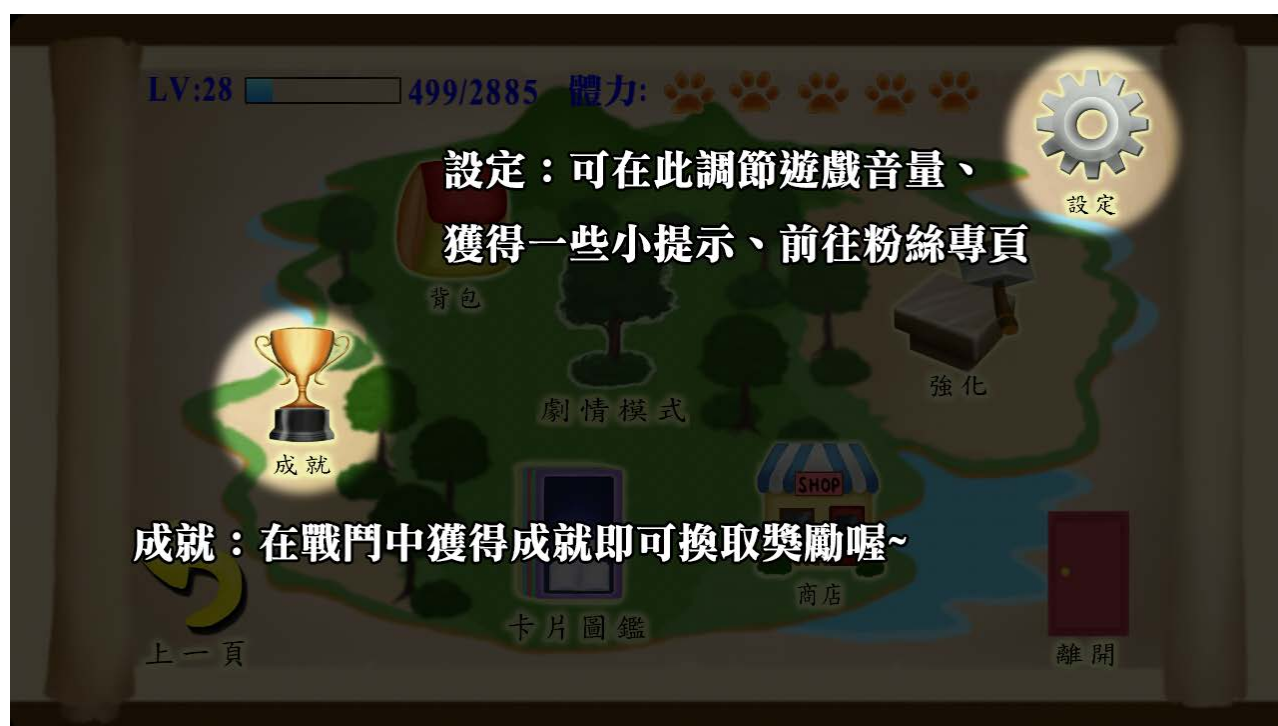 LV:28 499/2885 體力:
設定
設定：可在此調節遊戲音量、
獲得一些小提示、前往粉絲專頁
背包
強化
劇情模式
成就
SHOP
成就：在戰鬥中獲得成就即可換取獎勵喔~
商店
卡片圖鑑
上一頁
離開